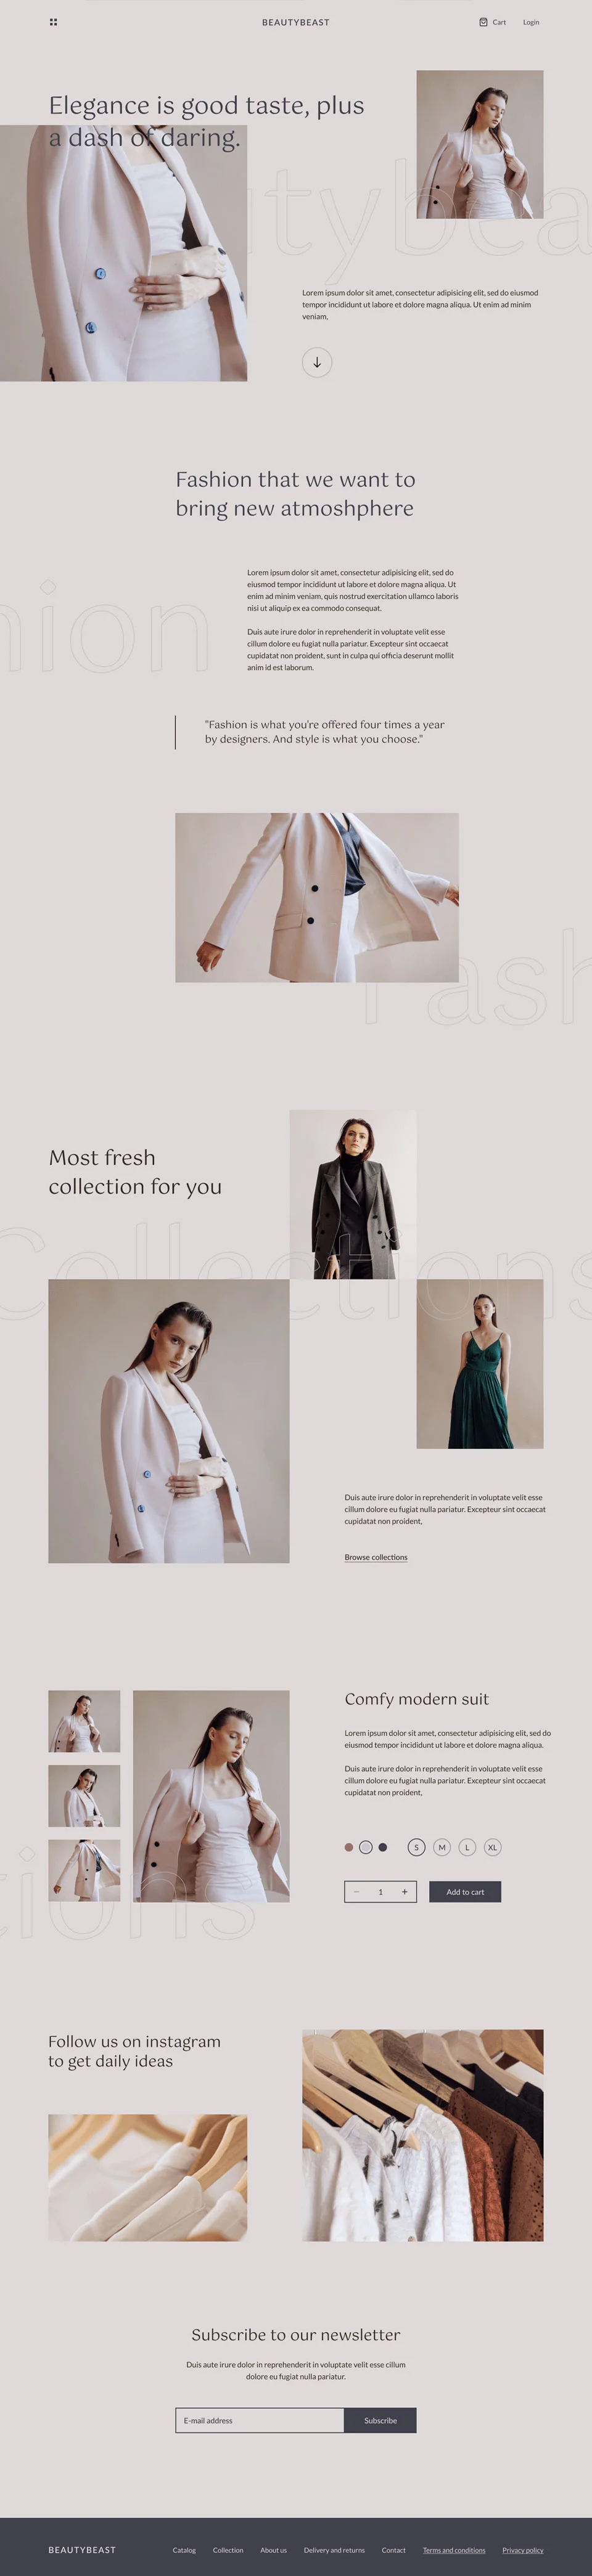 BEAUTYBEAST
Cart
Login
Elegance is good taste, plus
a dash of daring.
utybea
Lorem ipsum dolor sit amet, consectetur adipisicing elit, sed do eiusmod
tempor incididunt ut labore et dolore magna aliqua. Ut enim ad minim
veniam,
Fashion that we want to
bring new atmoshphere
hion
Lorem ipsum dolor sit amet, consectetur adipisicing elit, sed do
eiusmod tempor incididunt ut labore et dolore magna aliqua. Ut
enim ad minim veniam, quis nostrud exercitation ullamco laboris
nisi ut aliquip ex ea commodo consequat.
Duis aute irure dolor in reprehenderit in voluptate velit esse
cillum dolore eu fugiat nulla pariatur. Excepteur sint occaecat
cupidatat non proident, sunt in culpa qui officia deserunt mollit
anim id est laborum.
"Fashion is what you're offered four times a year
by designers. And style is what you choose."
Fash
Most fresh
collection for you
Collections
Duis aute irure dolor in reprehenderit in voluptate velit esse
cillum dolore eu fugiat nulla pariatur. Excepteur sint occaecat
cupidatat non proident,
Browse collections
Comfy modern suit
Lorem ipsum dolor sit amet, consectetur adipisicing elit, sed do
eiusmod tempor incididunt ut labore et dolore magna aliqua.
Duis aute irure dolor in reprehenderit in voluptate velit esse
cillum dolore eu fugiat nulla pariatur. Excepteur sint occaecat
cupidatat non proident,
S M L XL
− 1 +
Add to cart
tions
Follow us on instagram
to get daily ideas
Subscribe to our newsletter
Duis aute irure dolor in reprehenderit in voluptate velit esse cillum
dolore eu fugiat nulla pariatur.
E-mail address
Subscribe
BEAUTYBEAST
Catalog
Collection
About us
Delivery and returns
Contact
Terms and conditions
Privacy policy